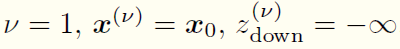 ν = 1, x^(ν) = x_0, z_down^(ν) = −∞